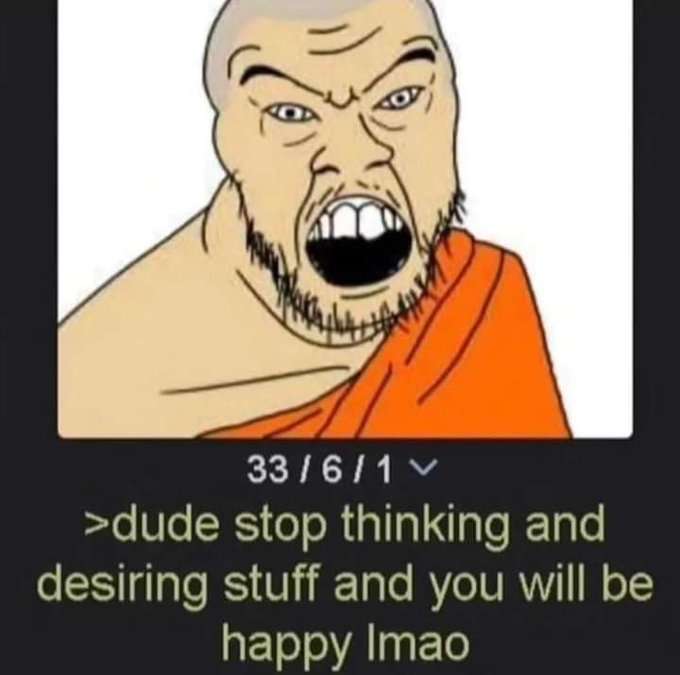 33 / 6 / 1
>dude stop thinking and
desiring stuff and you will be
happy lmao